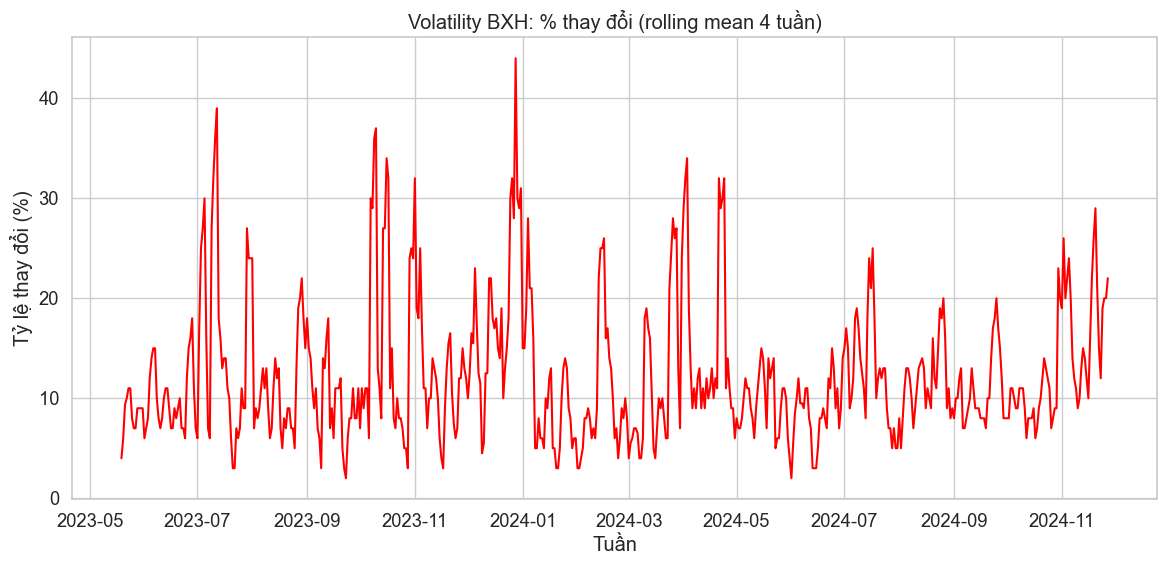 Volatility BXH: % thay đổi (rolling mean 4 tuần)
Tỷ lệ thay đổi (%)
40
30
20
10
0
2023-05 2023-07 2023-09 2023-11 2024-01 2024-03 2024-05 2024-07 2024-09 2024-11
Tuần